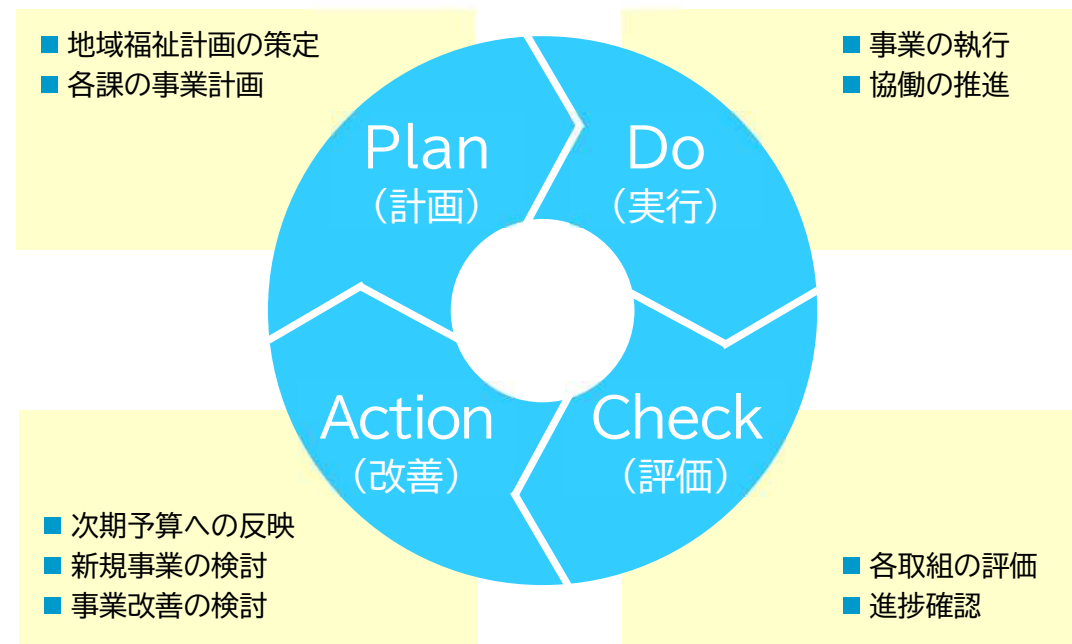 ■ 地域福祉計画の策定
■ 各課の事業計画
Plan
（計画）
■ 事業の執行
■ 協働の推進
Do
（実行）
Check
（評価）
■ 各取組の評価
■ 進捗確認
Action
（改善）
■ 次期予算への反映
■ 新規事業の検討
■ 事業改善の検討